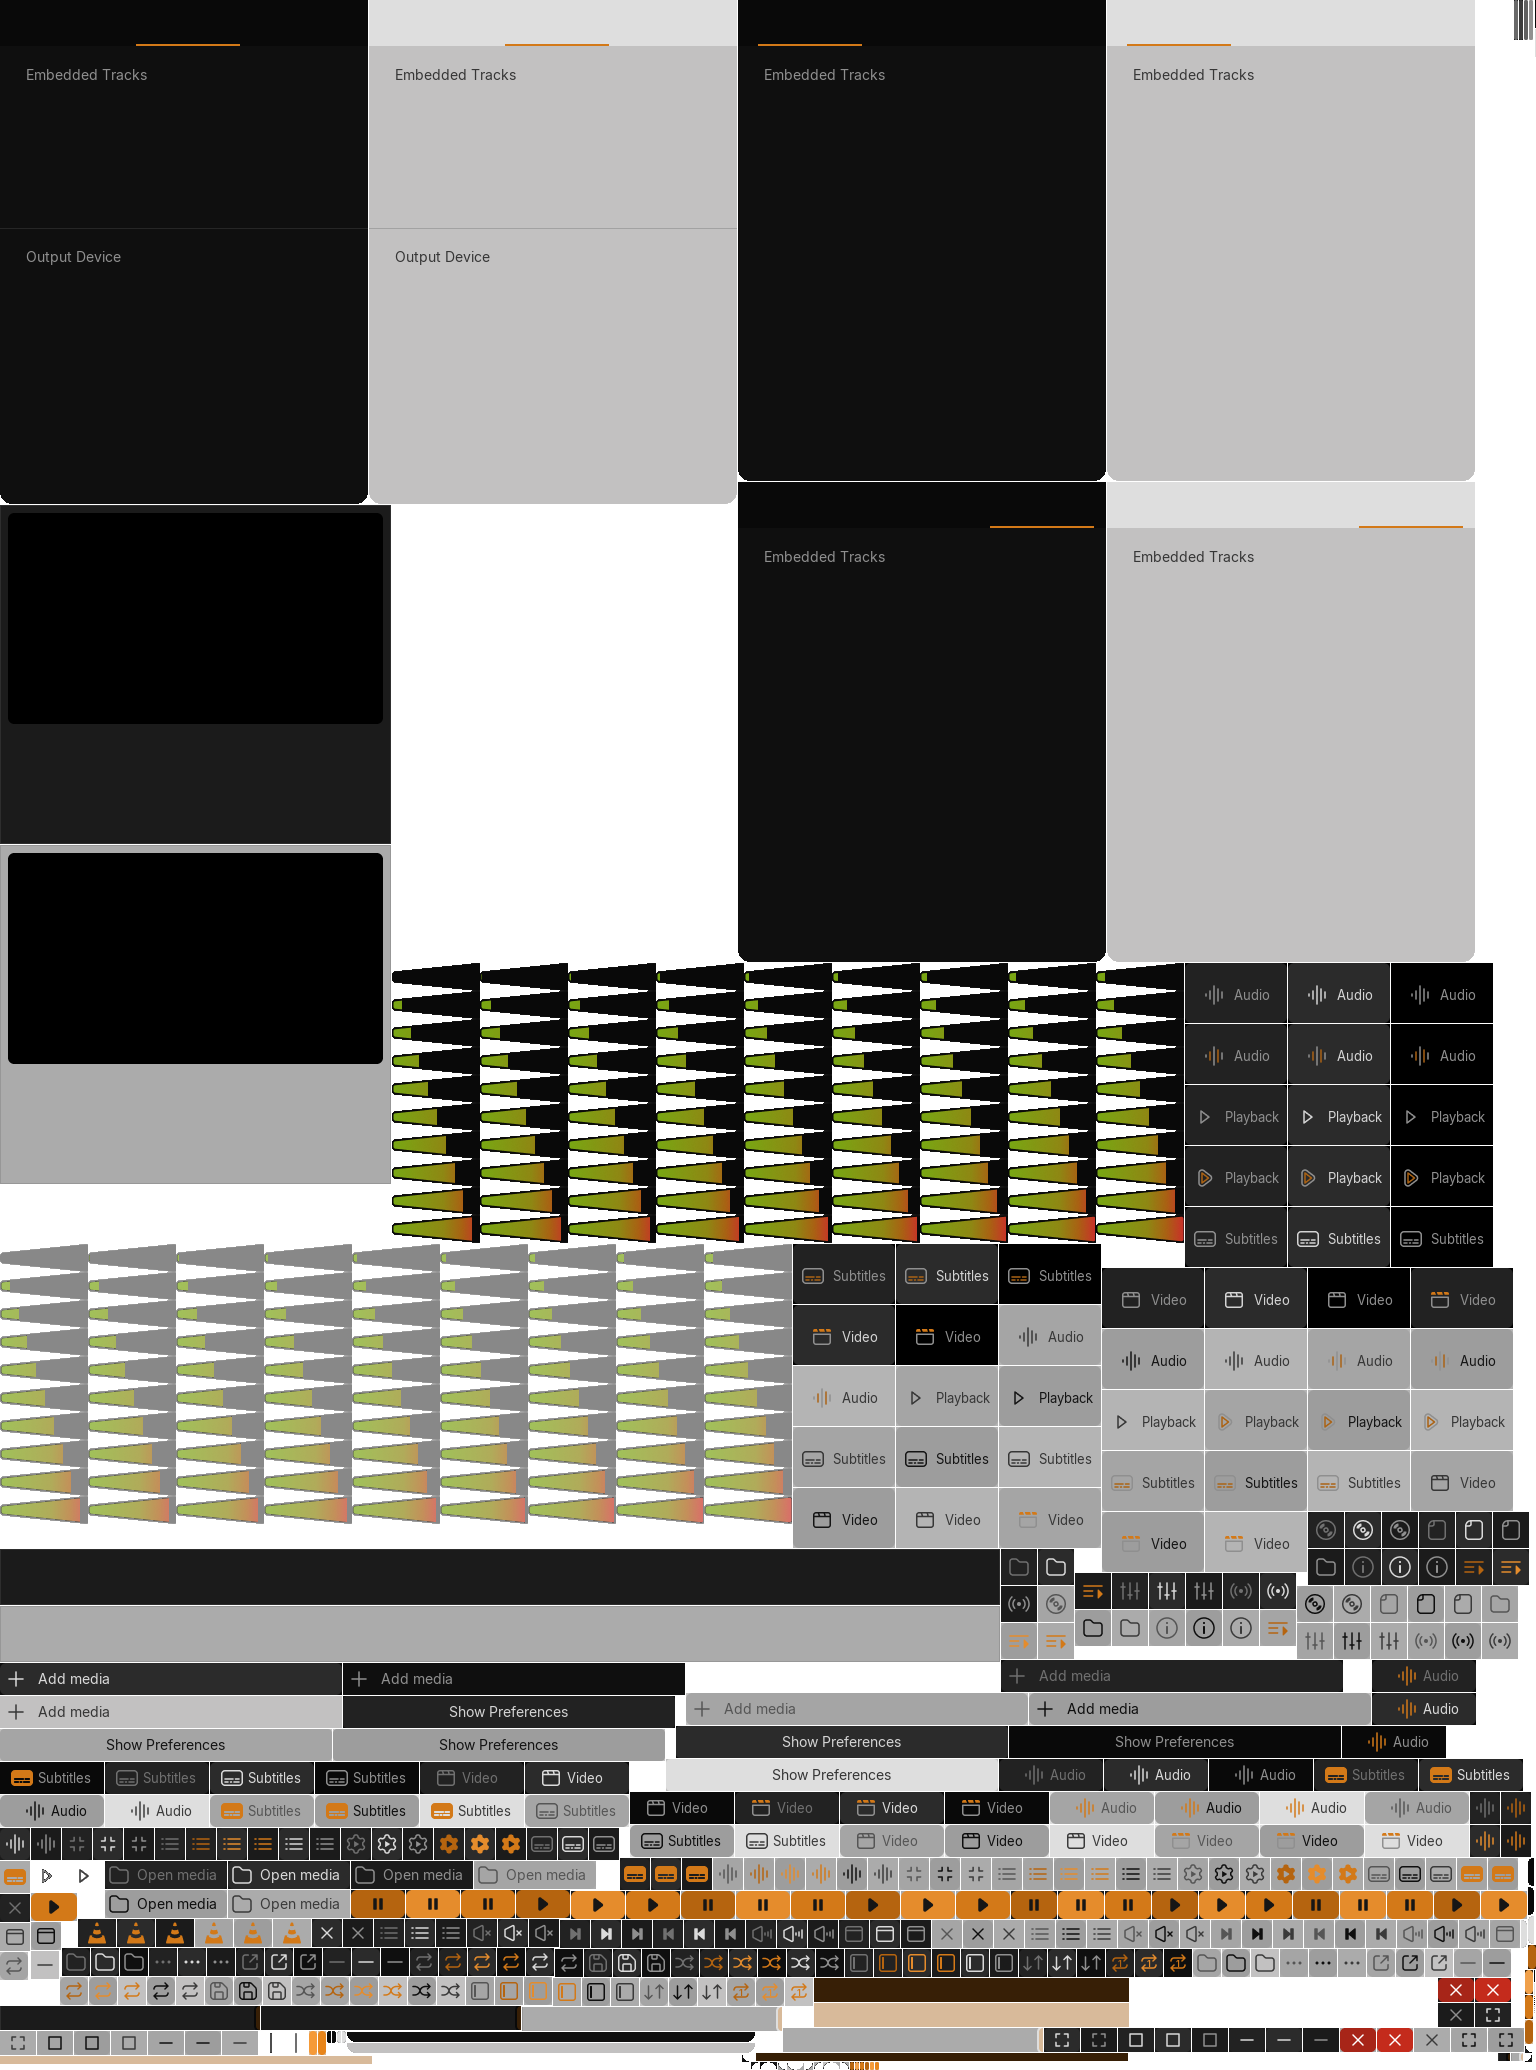 Embedded Tracks Embedded Tracks Embedded Tracks Embedded Tracks
Output Device Output Device
Embedded Tracks Embedded Tracks
Audio Audio Audio
Audio Audio Audio
Playback Playback Playback
Playback Playback Playback
Subtitles Subtitles Subtitles
Subtitles Subtitles Subtitles
Video Video Video Video
Video Video Audio
Audio Audio Audio Audio
Audio Playback Playback
Playback Playback Playback Playback
Subtitles Subtitles Subtitles
Subtitles Subtitles Subtitles Video
Video Video Video
Video Video
Add media Add media Add media Audio
Add media Show Preferences Add media Add media Audio
Show Preferences Show Preferences Show Preferences Show Preferences Audio
Subtitles Subtitles Subtitles Subtitles Video Video Show Preferences Audio Audio Audio Subtitles Subtitles
Audio Audio Subtitles Subtitles Subtitles Subtitles Video Video Video Video Audio Audio Audio Audio
Subtitles Subtitles Video Video Video Video Video Video
Open media Open media Open media Open media
Open media Open media